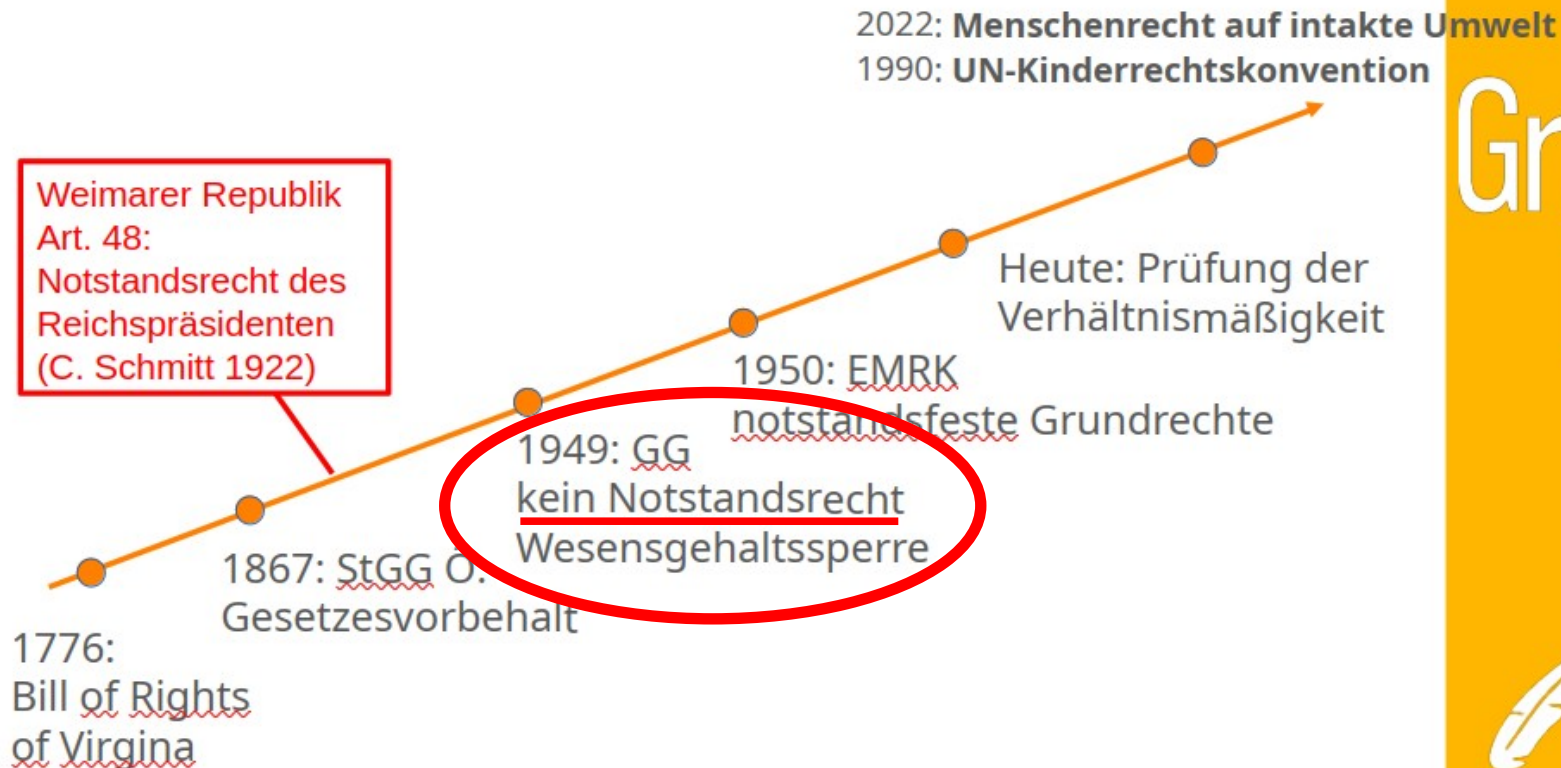 2022: Menschenrecht auf intakte Umwelt
1990: UN-Kinderrechtskonvention
Gr
Weimarer Republik
Art. 48:
Notstandsrecht des
Reichspräsidenten
(C. Schmitt 1922)
Heute: Prüfung der
Verhältnismäßigkeit
1950: EMRK
notstandsfeste Grundrechte
1949: GG
kein Notstandsrecht
Wesensgehaltssperre
1867: StGG Ö.
Gesetzesvorbehalt
1776:
Bill of Rights
of Virgina